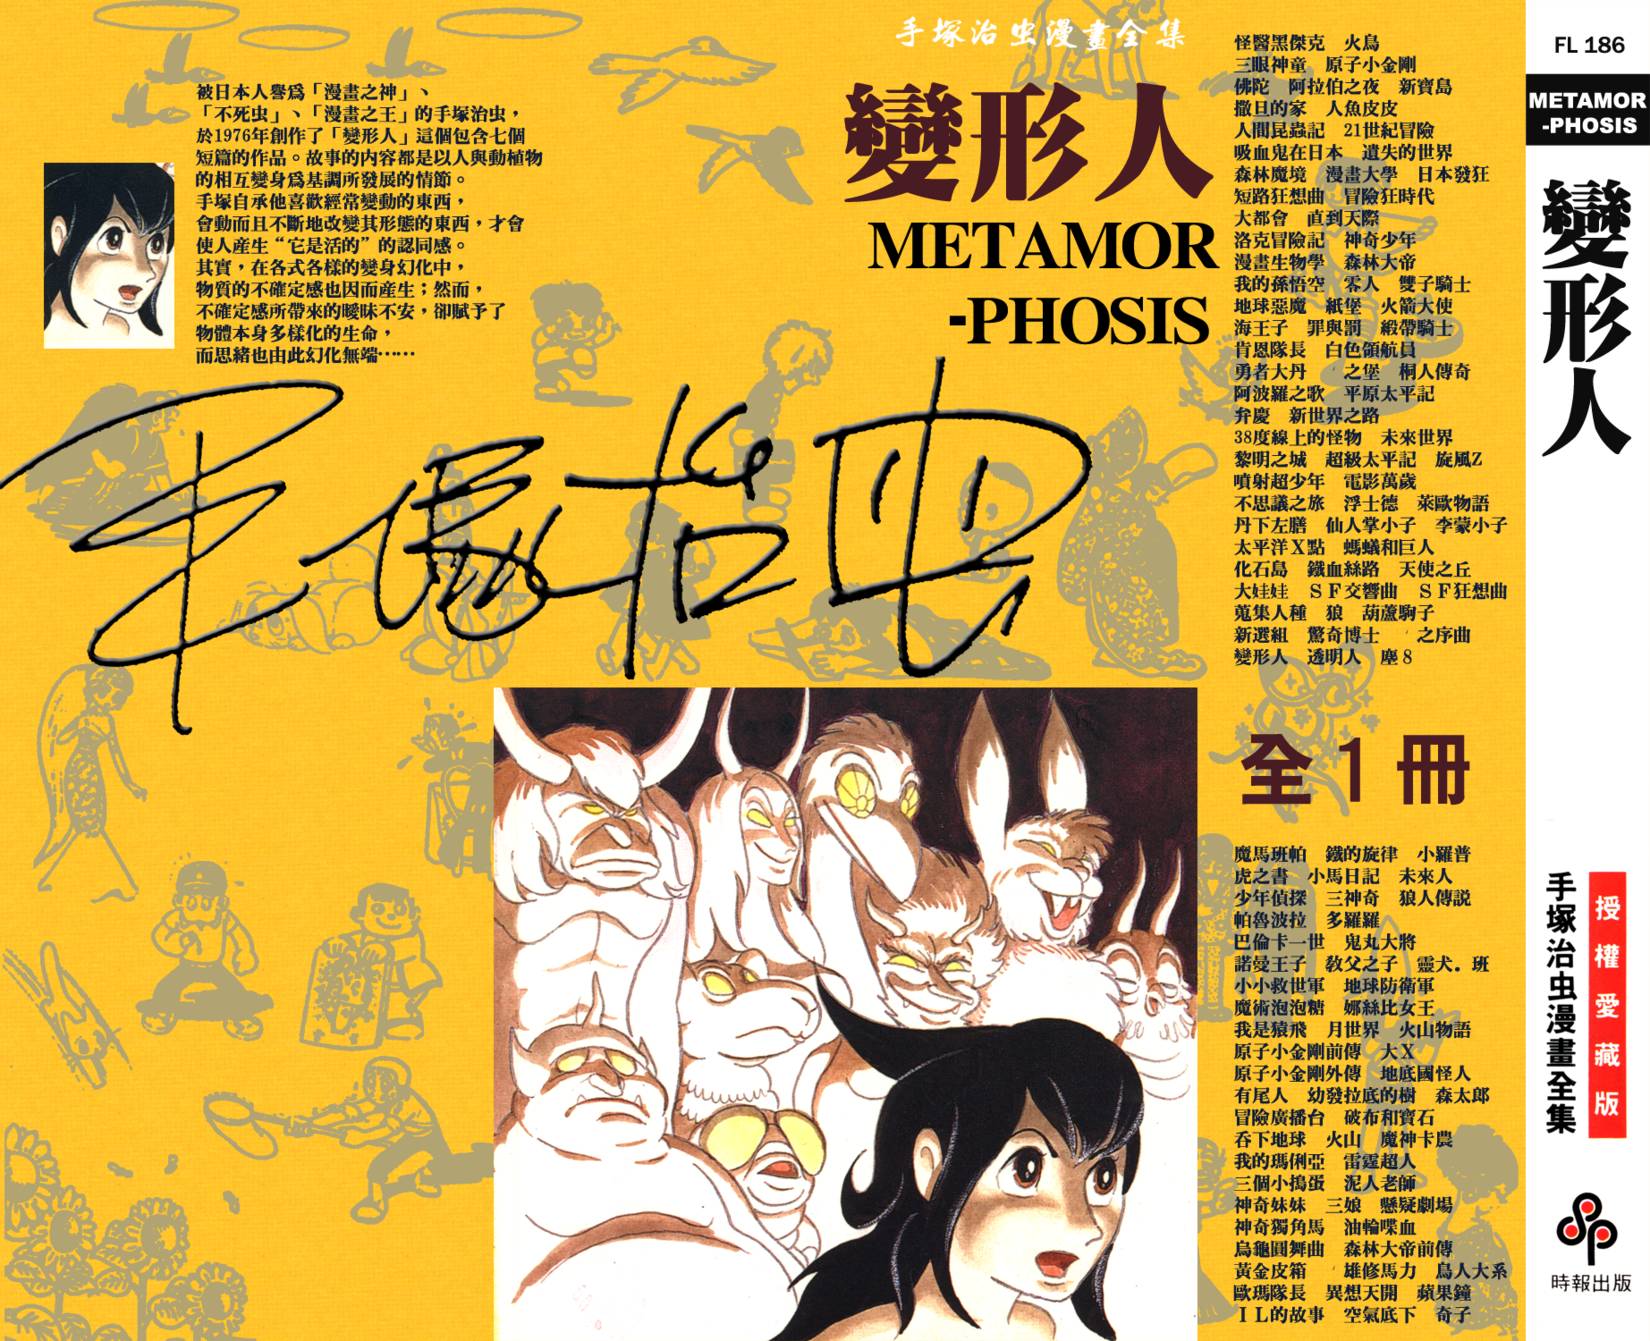 被日本人譽爲「漫畫之神」、
「不死虫」、「漫畫之王」的手塚治虫，
於1976年創作了「變形人」這個包含七個
短篇的作品。故事的內容都是以人與動植物
的相互變身爲基調所發展的情節。
手塚自承他喜歡經常變動的東西，
會動而且不斷地改變其形態的東西，才會
使人産生“它是活的”的認同感。
其實，在各式各樣的變身幻化中，
物質的不確定感也因而産生；然而，
不確定感所帶來的曖昧不安，卻賦予了
物體本身多樣化的生命，
而思緒也由此幻化無端……
手塚治虫漫畫全集
變形人
METAMOR
-PHOSIS
手塚治虫
怪醫黑傑克　火鳥
三眼神童　原子小金剛
佛陀　阿拉伯之夜　新寶島
撒旦的家　人魚皮皮
人間昆蟲記　21世紀冒險
吸血鬼在日本　遺失的世界
森林魔境　漫畫大學　日本發狂
短路狂想曲　冒險狂時代
大都會　直到天際
洛克冒險記　神奇少年
漫畫生物學　森林大帝
我的孫悟空　零人　雙子騎士
地球惡魔　紙堡　火箭大使
海王子　罪與罰　緞帶騎士
肯恩隊長　白色領航員
勇者大丹　之堡　桐人傳奇
阿波羅之歌　平原太平記
弁慶　新世界之路
38度線上的怪物　未來世界
黎明之城　超級太平記　旋風Z
噴射超少年　電影萬歲
不思議之旅　浮士德　萊歐物語
丹下左膳　仙人掌小子　李蒙小子
太平洋X點　螞蟻和巨人
化石島　鐵血絲路　天使之丘
大娃娃　SF交響曲　SF狂想曲
蒐集人種　狼　葫蘆駒子
新選組　驚奇博士　之序曲
變形人　透明人　塵8
全1冊
魔馬班帕　鐵的旋律　小羅普
虎之書　小馬日記　未來人
少年偵探　三神奇　狼人傳説
帕魯波拉　多羅羅
巴倫卡一世　鬼丸大將
諾曼王子　教父之子　靈犬．班
小小救世軍　地球防衛軍
魔術泡泡糖　娜絲比女王
我是猿飛　月世界　火山物語
原子小金剛前傳　大X
原子小金剛外傳　地底國怪人
有尾人　幼發拉底的樹　森太郎
冒險廣播台　破布和寶石
吞下地球　火山　魔神卡農
我的瑪俐亞　雷霆超人
三個小搗蛋　泥人老師
神奇妹妹　三娘　懸疑劇場
神奇獨角馬　油輪喋血
烏龜圓舞曲　森林大帝前傳
黃金皮箱　雄修馬力　鳥人大系
歐瑪隊長　異想天開　蘋果鐘
IL的故事　空氣底下　奇子
FL 186
METAMOR
-PHOSIS
變形人
手塚治虫漫畫全集
授權愛藏版
時報出版